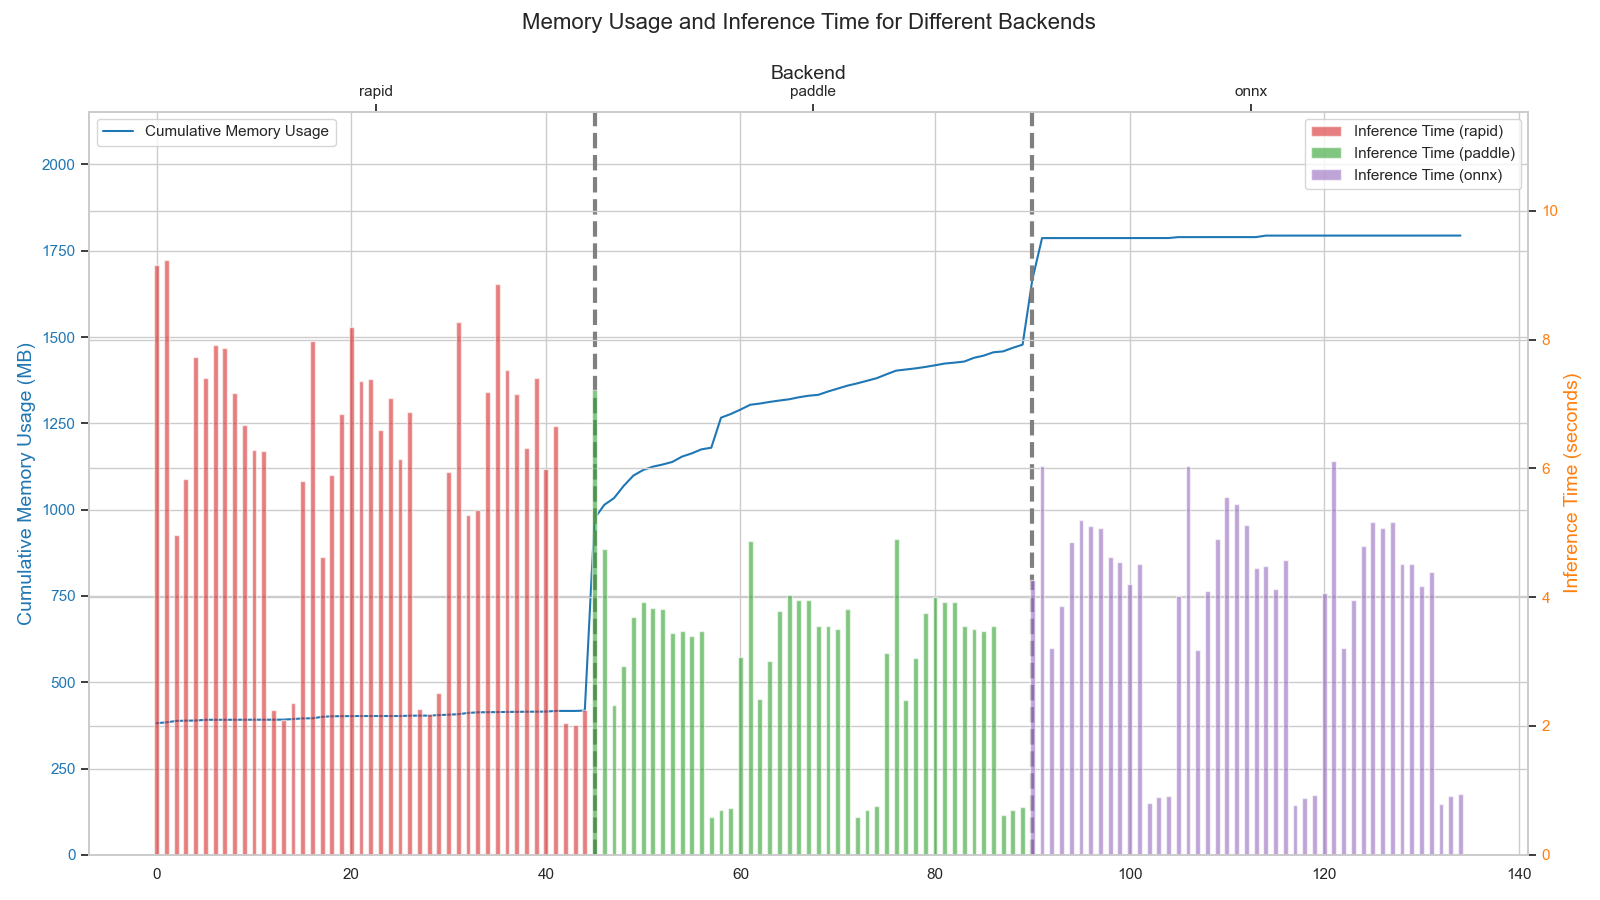 Memory Usage and Inference Time for Different Backends
Backend
rapid paddle onnx
Cumulative Memory Usage
Inference Time (rapid)
Inference Time (paddle)
Inference Time (onnx)
Cumulative Memory Usage (MB)
2000
1750
1500
1250
1000
750
500
250
0
Inference Time (seconds)
10
8
6
4
2
0
0 20 40 60 80 100 120 140